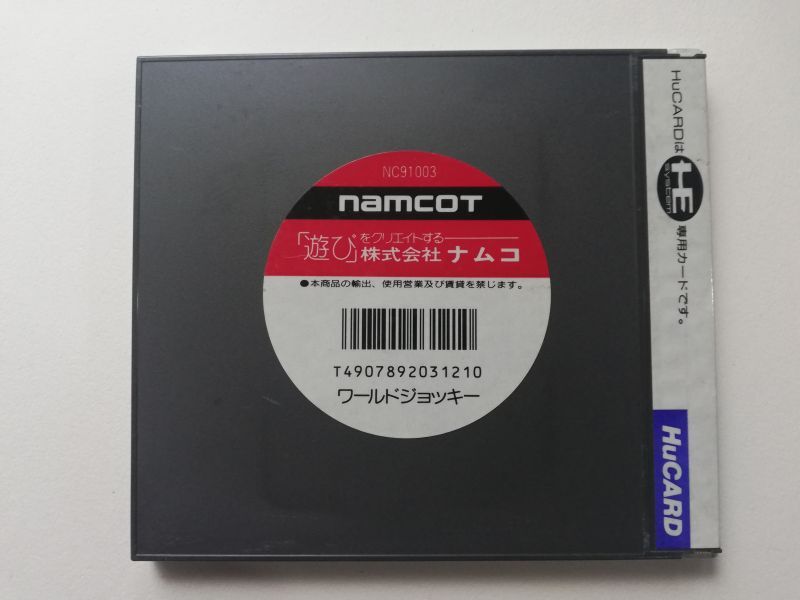 NC91003
namcot
「遊び」をクリエイトする
株式会社ナムコ
●本商品の輸出、使用営業及び賃貸を禁じます。
T4907892031210
ワールドジョッキー
HuCARDは HE system 専用カードです。
HuCARD